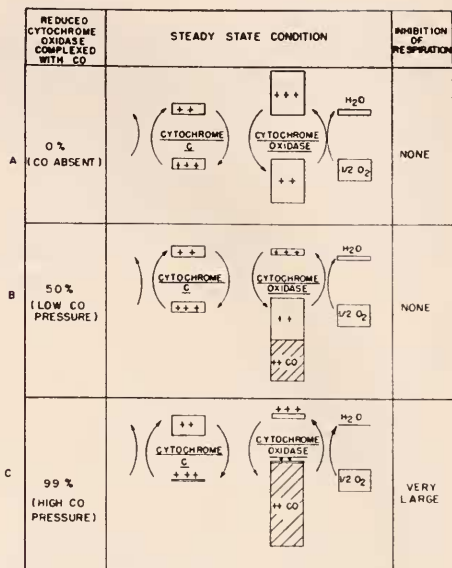 REDUCED
CYTOCHROME
OXIDASE
COMPLEXED
WITH CO
STEADY STATE CONDITION
INHIBITION
OF
RESPIRATION
A
0%
(CO ABSENT)
++
CYTOCHROME
C
+++
+++
CYTOCHROME
OXIDASE
++
H2O
1/2 O2
NONE
B
50%
(LOW CO
PRESSURE)
++
CYTOCHROME
C
+++
+++
CYTOCHROME
OXIDASE
++
++ CO
H2O
1/2 O2
NONE
C
99%
(HIGH CO
PRESSURE)
++
CYTOCHROME
C
+++
+++
CYTOCHROME
OXIDASE
++ CO
H2O
1/2 O2
VERY
LARGE